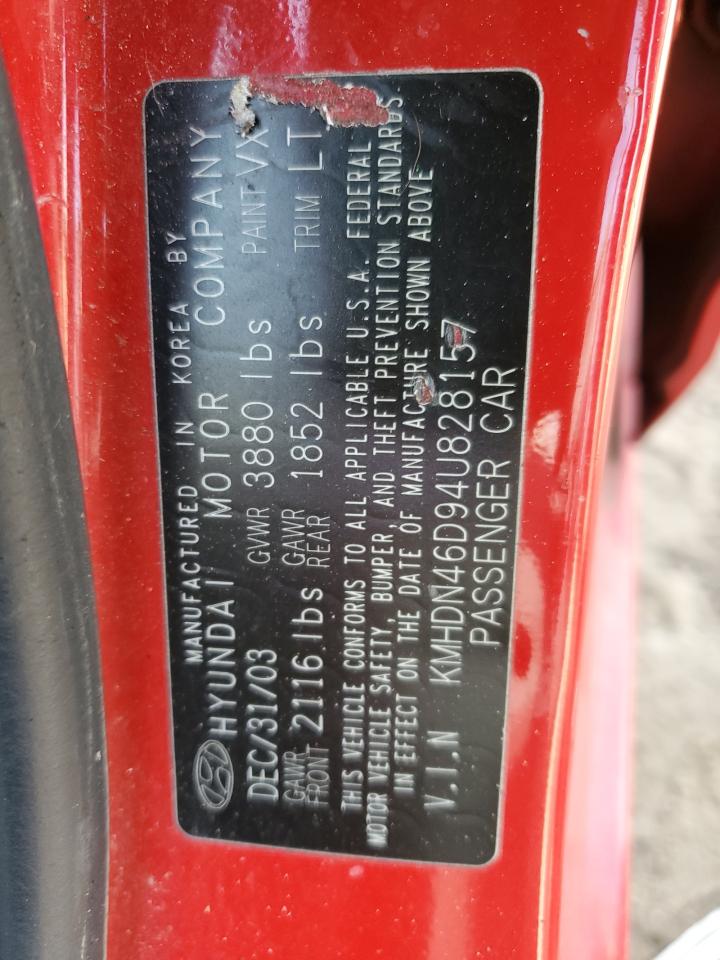 MANUFACTURED IN KOREA BY
HYUNDAI MOTOR COMPANY
DEC/31/03 GVWR 3880 lbs PAINT VX
GAWR FRONT 2116 lbs GAWR REAR 1852 lbs TRIM LT
THIS VEHICLE CONFORMS TO ALL APPLICABLE U.S.A. FEDERAL
MOTOR VEHICLE SAFETY, BUMPER, AND THEFT PREVENTION STANDARDS
IN EFFECT ON THE DATE OF MANUFACTURE SHOWN ABOVE
V.I.N
PASSENGER CAR